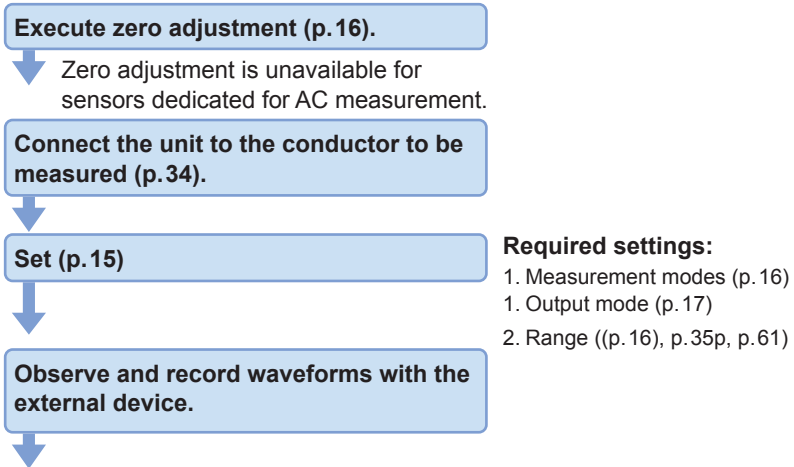 Execute zero adjustment (p.16).
Zero adjustment is unavailable for
sensors dedicated for AC measurement.
Connect the unit to the conductor to be
measured (p.34).
Set (p.15)
Required settings:
1. Measurement modes (p.16)
1. Output mode (p.17)
2. Range ((p.16), p.35p, p.61)
Observe and record waveforms with the
external device.